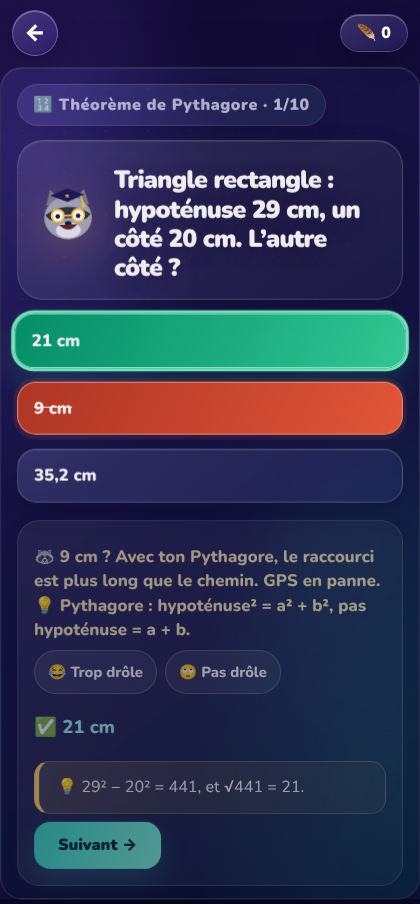 0
Théorème de Pythagore · 1/10
Triangle rectangle :
hypoténuse 29 cm, un
côté 20 cm. L’autre
côté ?
21 cm
9 cm
35,2 cm
🦝 9 cm ? Avec ton Pythagore, le raccourci
est plus long que le chemin. GPS en panne.
💡 Pythagore : hypoténuse² = a² + b², pas
hypoténuse = a + b.
😂 Trop drôle 🙄 Pas drôle
✅ 21 cm
💡 29² − 20² = 441, et √441 = 21.
Suivant →